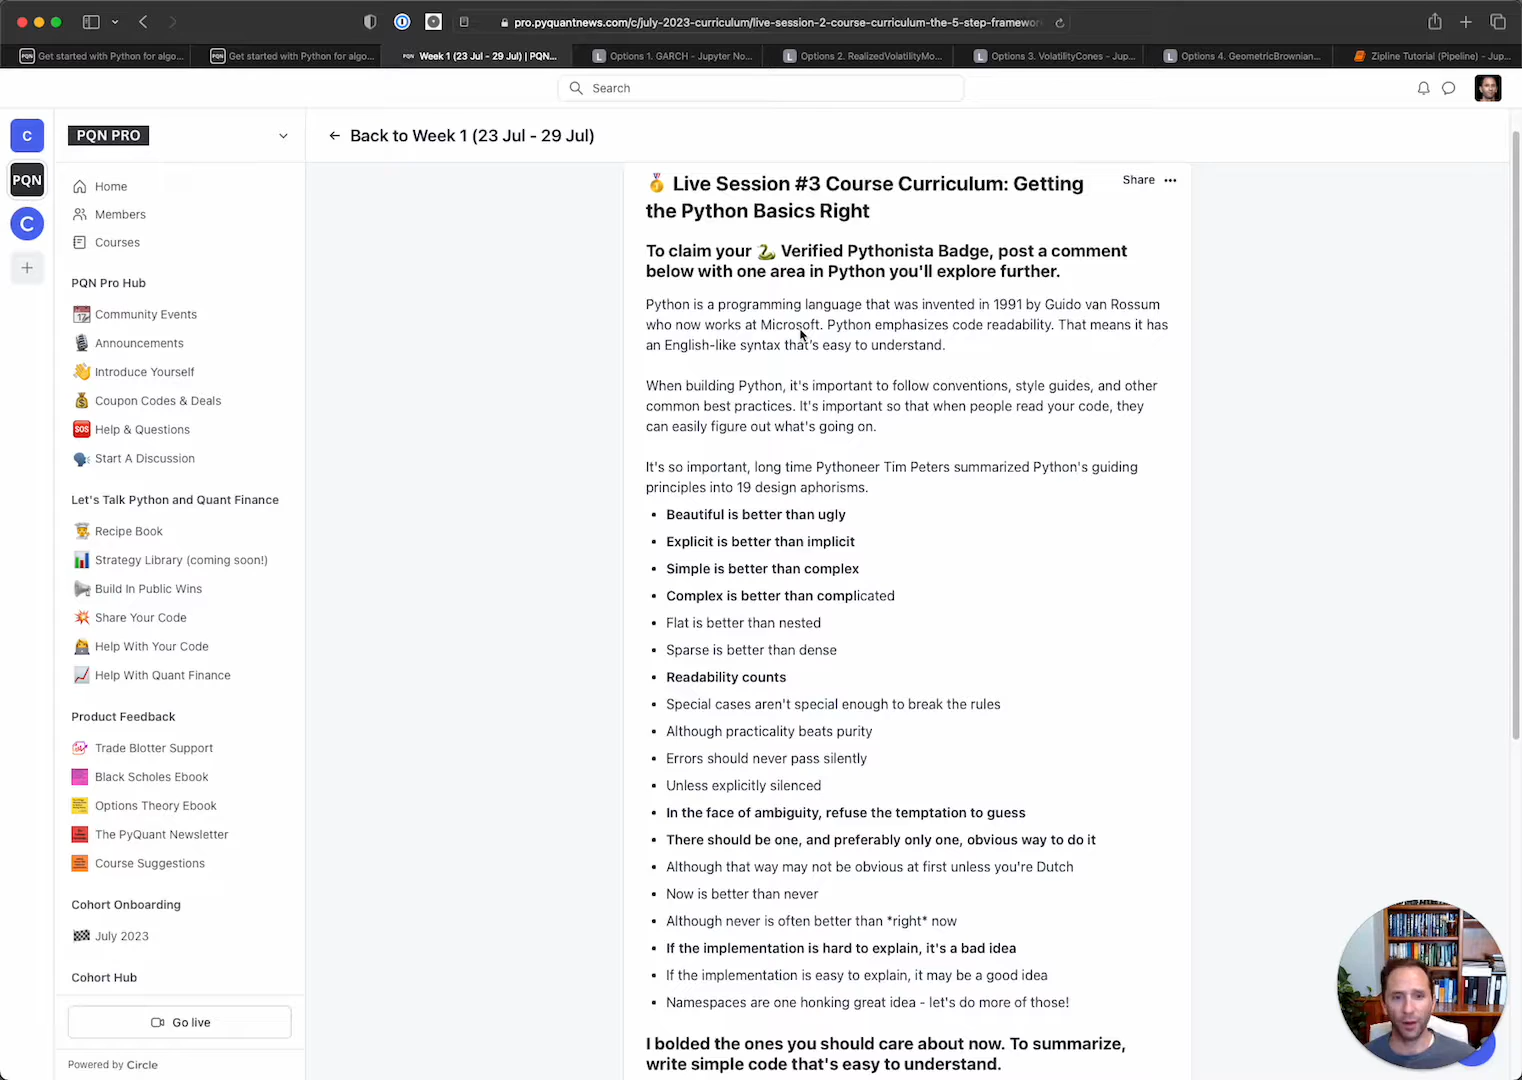 pro.pyquantnews.com/c/july-2023-curriculum/live-session-2-course-curriculum-the-5-step-framewor
Get started with Python for algo...
Get started with Python for algo...
Week 1 (23 Jul - 29 Jul) | PQN...
Options 1. GARCH - Jupyter No...
Options 2. RealizedVolatilityMo...
Options 3. VolatilityCones - Jup...
Options 4. GeometricBrownian...
Zipline Tutorial (Pipeline) - Jup...
Search
C
PQN
C
PQN PRO
Home
Members
Courses
PQN Pro Hub
Community Events
Announcements
Introduce Yourself
Coupon Codes & Deals
SOS Help & Questions
Start A Discussion
Let's Talk Python and Quant Finance
Recipe Book
Strategy Library (coming soon!)
Build In Public Wins
Share Your Code
Help With Your Code
Help With Quant Finance
Product Feedback
Trade Blotter Support
Black Scholes Ebook
Options Theory Ebook
The PyQuant Newsletter
Course Suggestions
Cohort Onboarding
July 2023
Cohort Hub
Go live
Powered by Circle
← Back to Week 1 (23 Jul - 29 Jul)
🥇 Live Session #3 Course Curriculum: Getting
the Python Basics Right
Share •••
To claim your 🐍 Verified Pythonista Badge, post a comment
below with one area in Python you'll explore further.
Python is a programming language that was invented in 1991 by Guido van Rossum
who now works at Microsoft. Python emphasizes code readability. That means it has
an English-like syntax that's easy to understand.
When building Python, it's important to follow conventions, style guides, and other
common best practices. It's important so that when people read your code, they
can easily figure out what's going on.
It's so important, long time Pythoneer Tim Peters summarized Python's guiding
principles into 19 design aphorisms.
• Beautiful is better than ugly
• Explicit is better than implicit
• Simple is better than complex
• Complex is better than complicated
• Flat is better than nested
• Sparse is better than dense
• Readability counts
• Special cases aren't special enough to break the rules
• Although practicality beats purity
• Errors should never pass silently
• Unless explicitly silenced
• In the face of ambiguity, refuse the temptation to guess
• There should be one, and preferably only one, obvious way to do it
• Although that way may not be obvious at first unless you're Dutch
• Now is better than never
• Although never is often better than *right* now
• If the implementation is hard to explain, it's a bad idea
• If the implementation is easy to explain, it may be a good idea
• Namespaces are one honking great idea - let's do more of those!
I bolded the ones you should care about now. To summarize,
write simple code that's easy to understand.